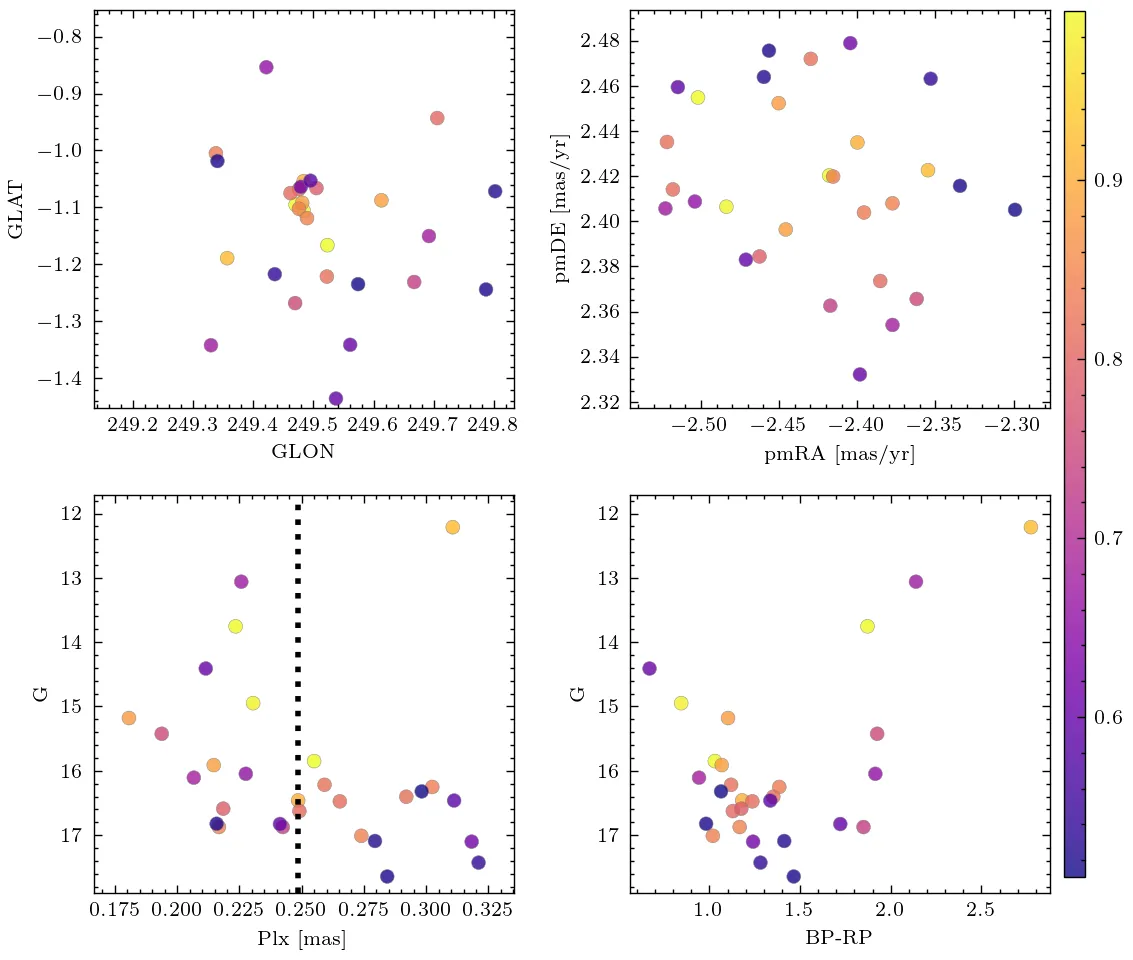 −0.8
−0.9
−1.0
−1.1
−1.2
−1.3
−1.4
GLAT
249.2 249.3 249.4 249.5 249.6 249.7 249.8
GLON
2.48
2.46
2.44
2.42
2.40
2.38
2.36
2.34
2.32
pmDE [mas/yr]
−2.50 −2.45 −2.40 −2.35 −2.30
pmRA [mas/yr]
0.9
0.8
0.7
0.6
12
13
14
15
16
17
G
0.175 0.200 0.225 0.250 0.275 0.300 0.325
Plx [mas]
12
13
14
15
16
17
G
1.0 1.5 2.0 2.5
BP-RP